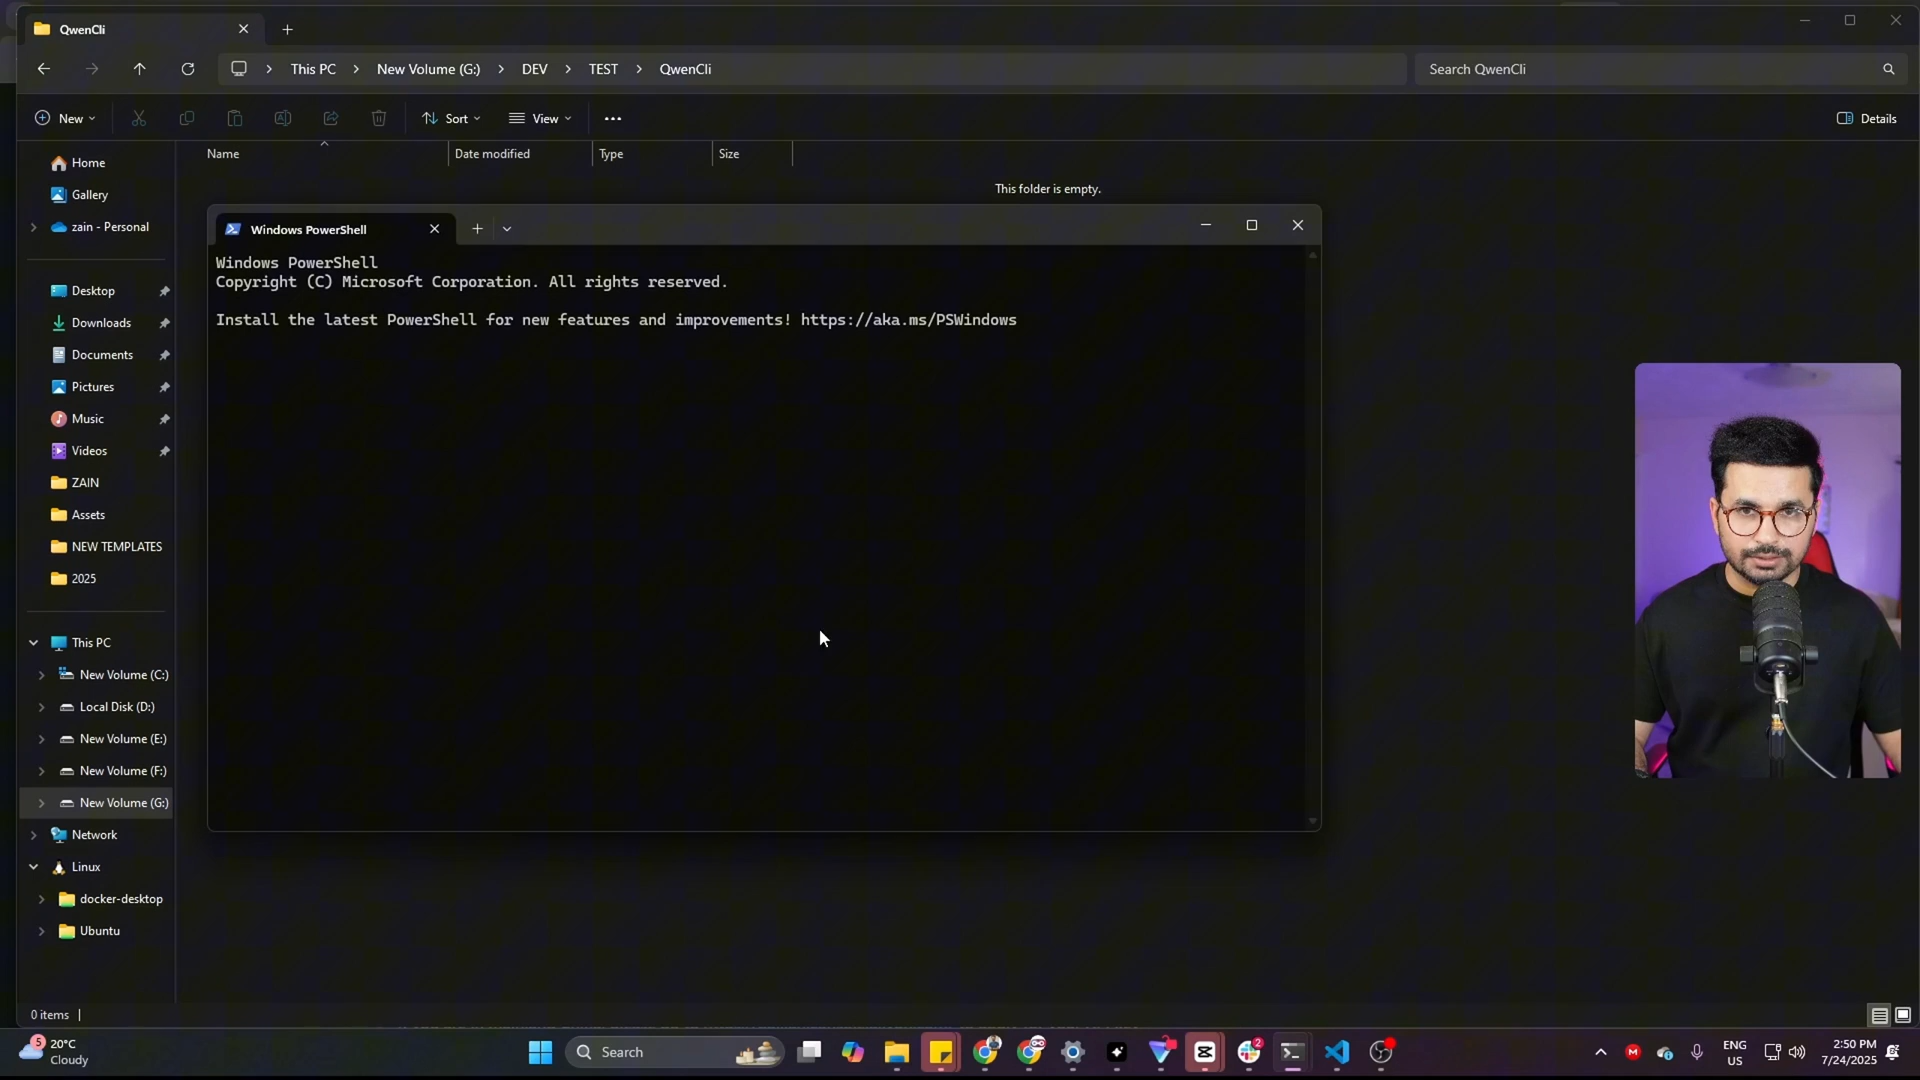 QwenCli
This PC
New Volume (G:)
DEV
TEST
QwenCli
Search QwenCli
New
Sort
View
Details
Name
Date modified
Type
Size
This folder is empty.
Home
Gallery
zain - Personal
Desktop
Downloads
Documents
Pictures
Music
Videos
ZAIN
Assets
NEW TEMPLATES
2025
This PC
New Volume (C:)
Local Disk (D:)
New Volume (E:)
New Volume (F:)
New Volume (G:)
Network
Linux
docker-desktop
Ubuntu
0 items
Windows PowerShell
Windows PowerShell
Copyright (C) Microsoft Corporation. All rights reserved.
Install the latest PowerShell for new features and improvements! https://aka.ms/PSWindows
5
20°C
Cloudy
Search
2
ENG
US
2:50 PM
7/24/2025